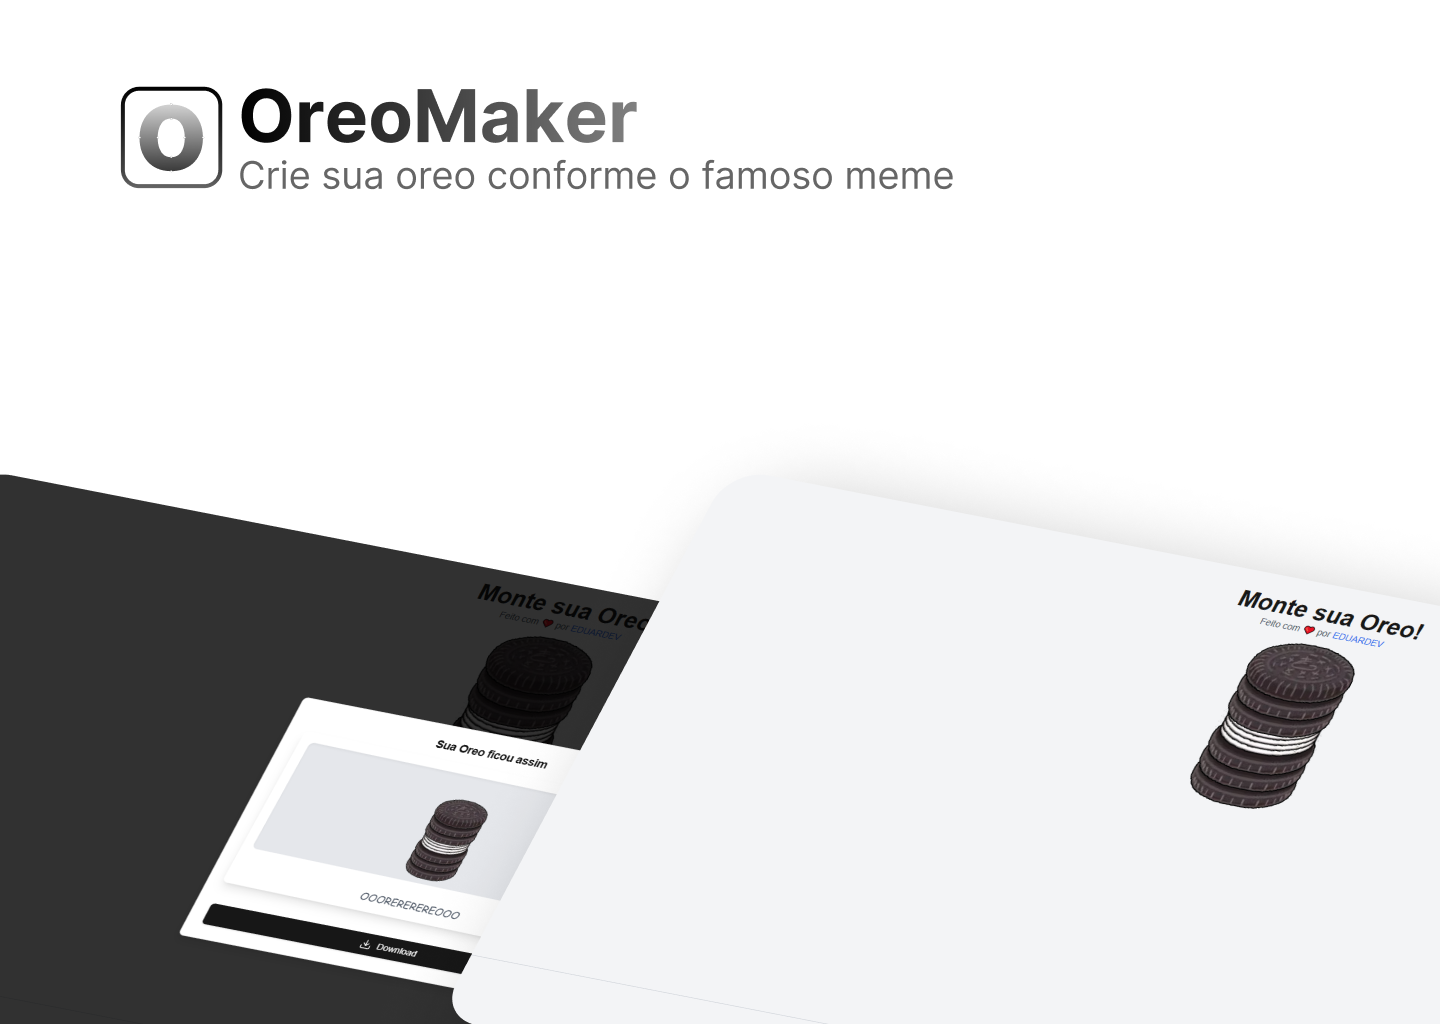 O
OreoMaker
Crie sua oreo conforme o famoso meme
Monte sua Oreo
Feito com ❤ por EDUARDEV
Sua Oreo ficou assim
OOOREREREREOOO
Download
Monte sua Oreo!
Feito com ❤ por EDUARDEV